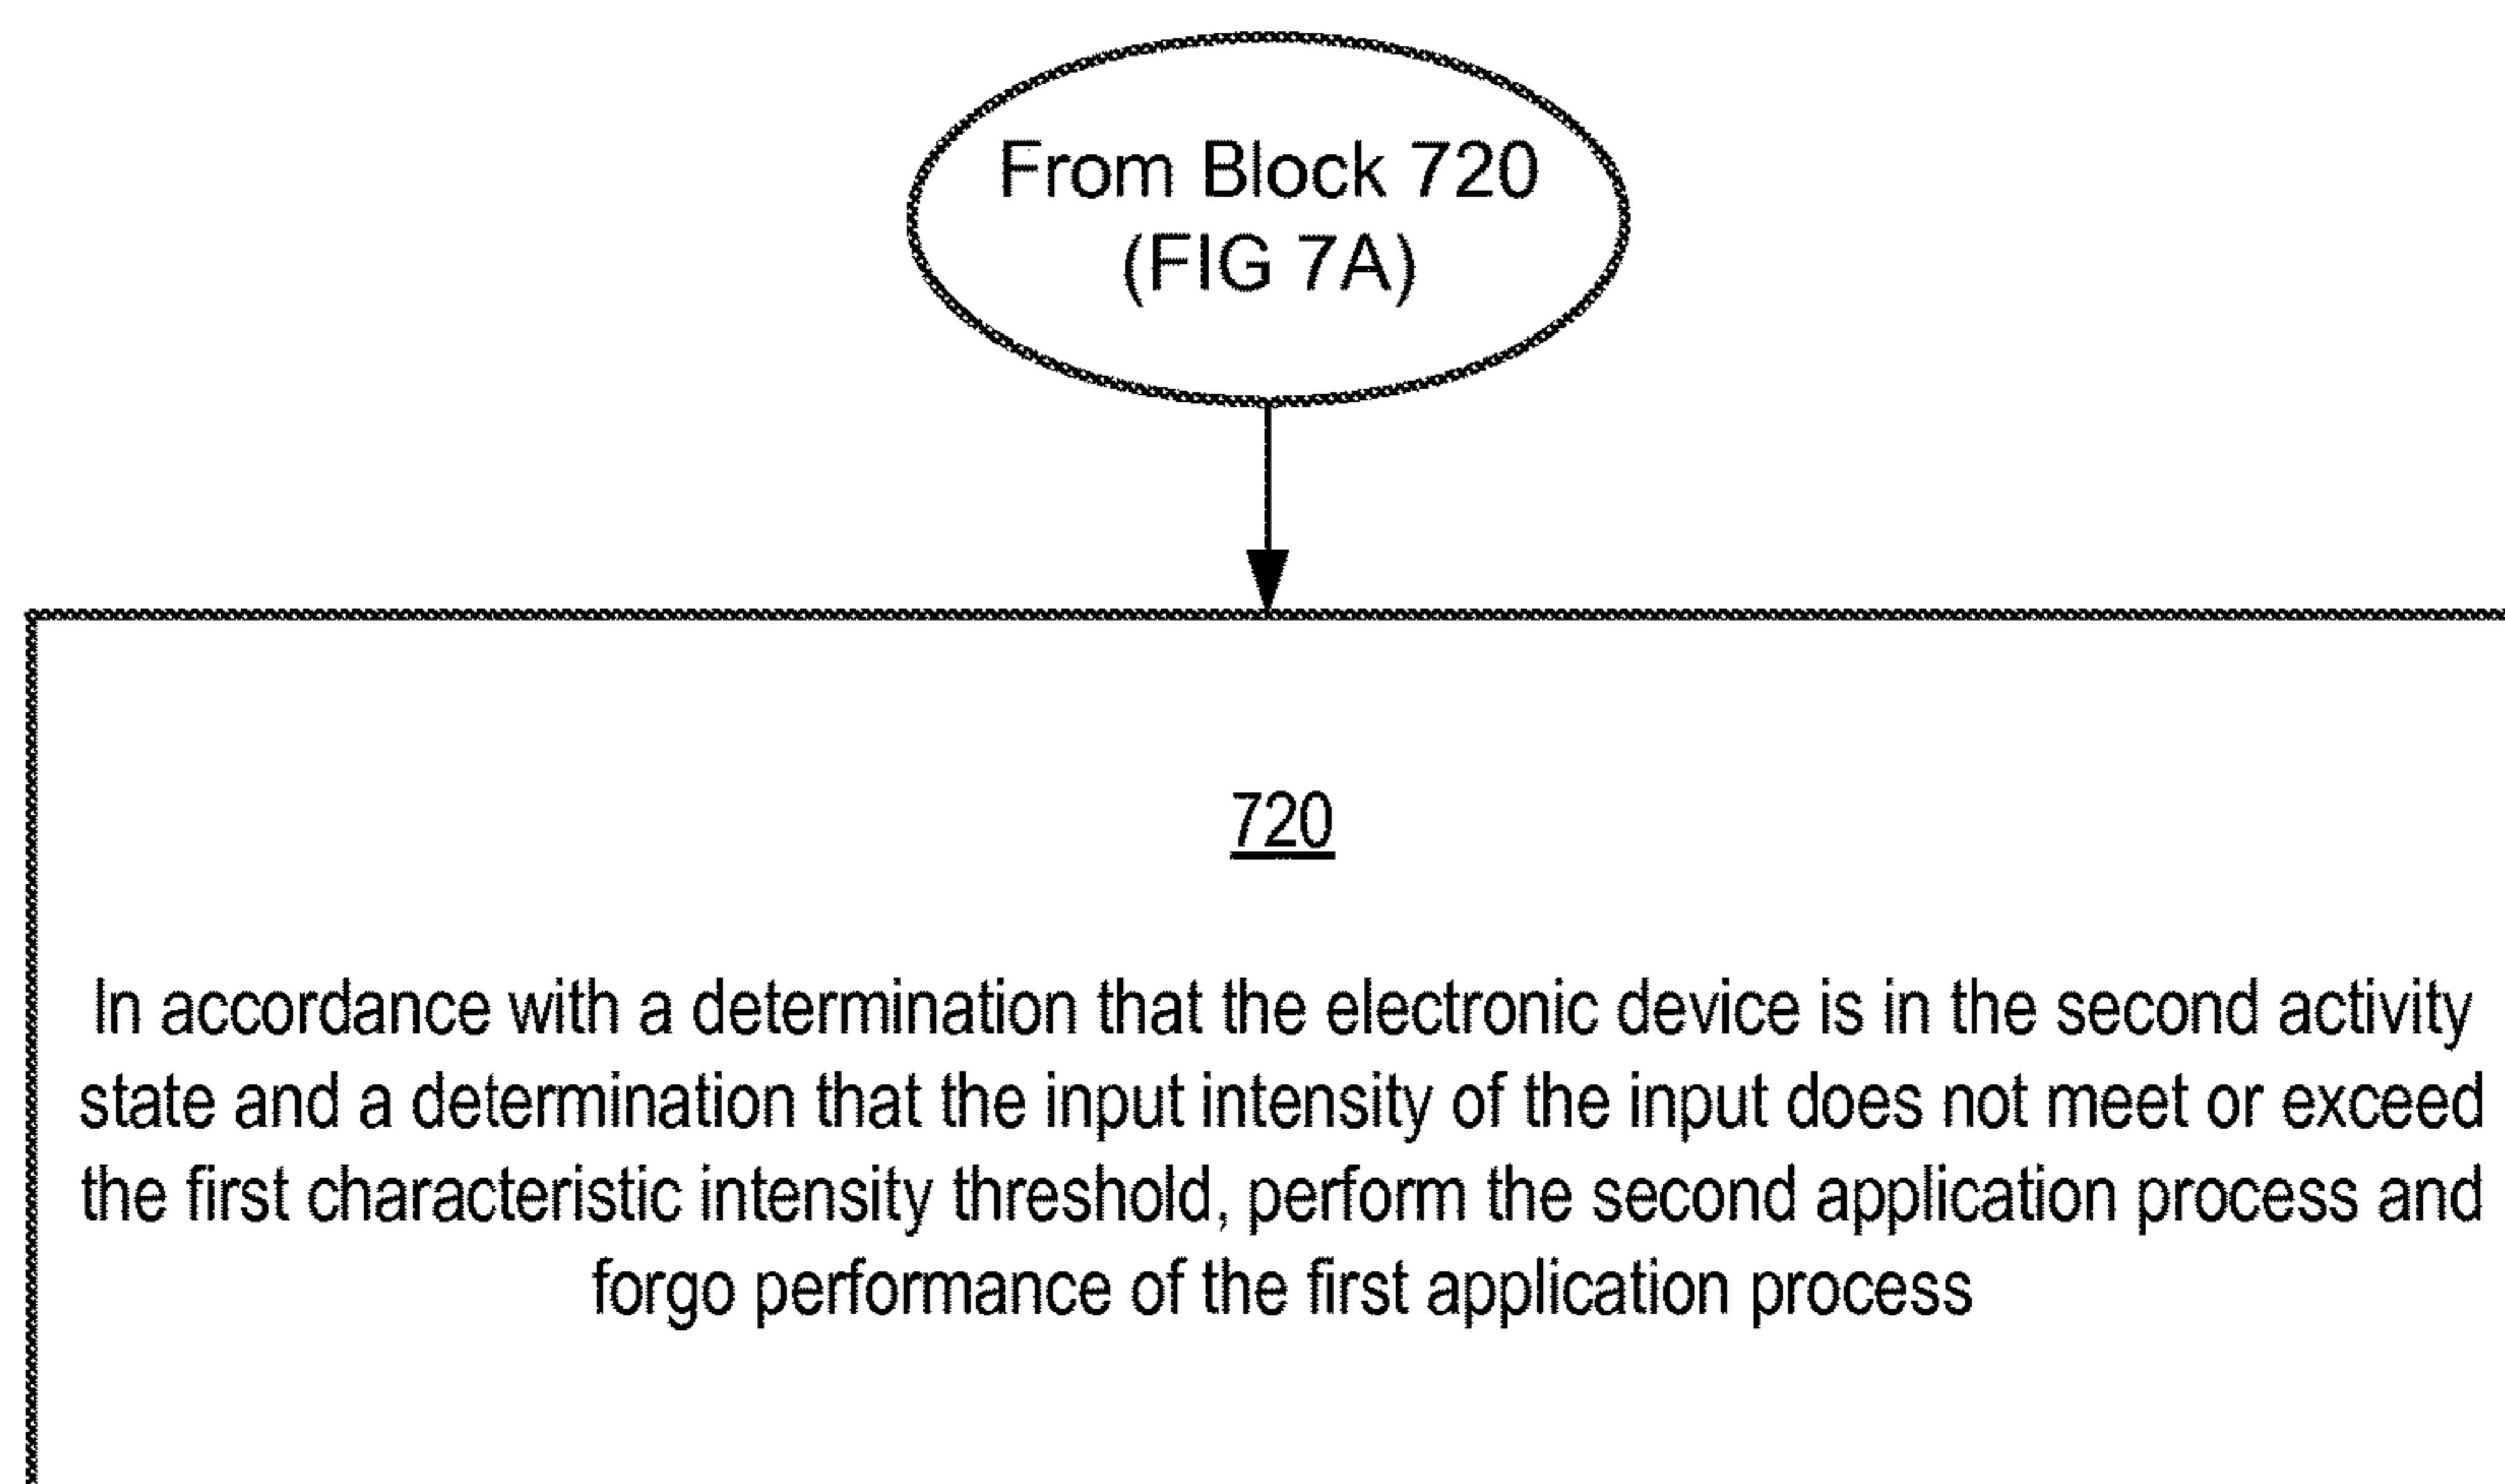 From Block 720
(FIG 7A)
720
In accordance with a determination that the electronic device is in the second activity
state and a determination that the input intensity of the input does not meet or exceed
the first characteristic intensity threshold, perform the second application process and
forgo performance of the first application process